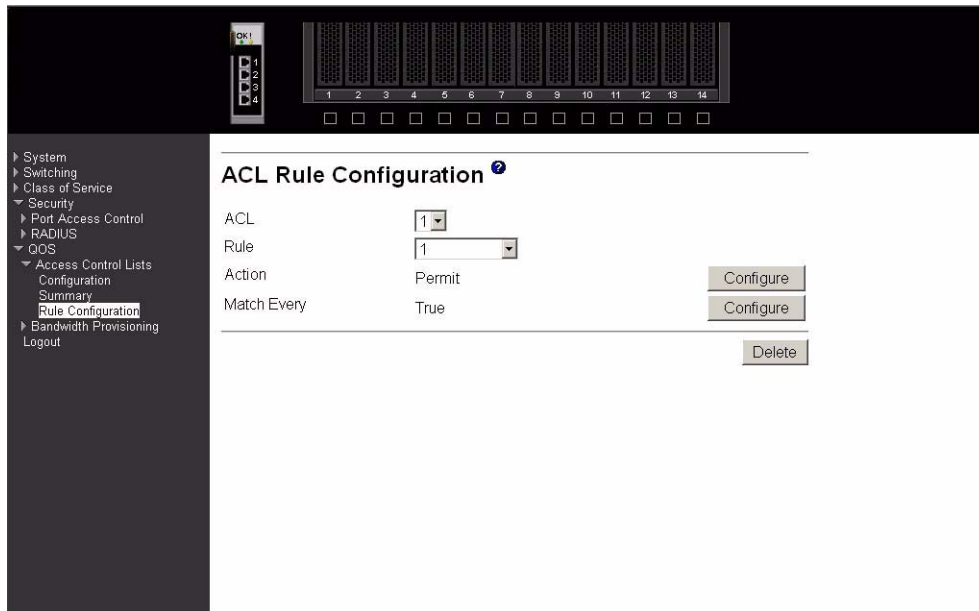 OK!
1
2
3
4
1 2 3 4 5 6 7 8 9 10 11 12 13 14
System
Switching
Class of Service
Security
Port Access Control
RADIUS
QOS
Access Control Lists
Configuration
Summary
Rule Configuration
Bandwidth Provisioning
Logout
ACL Rule Configuration ?
ACL 1
Rule 1
Action Permit Configure
Match Every True Configure
Delete